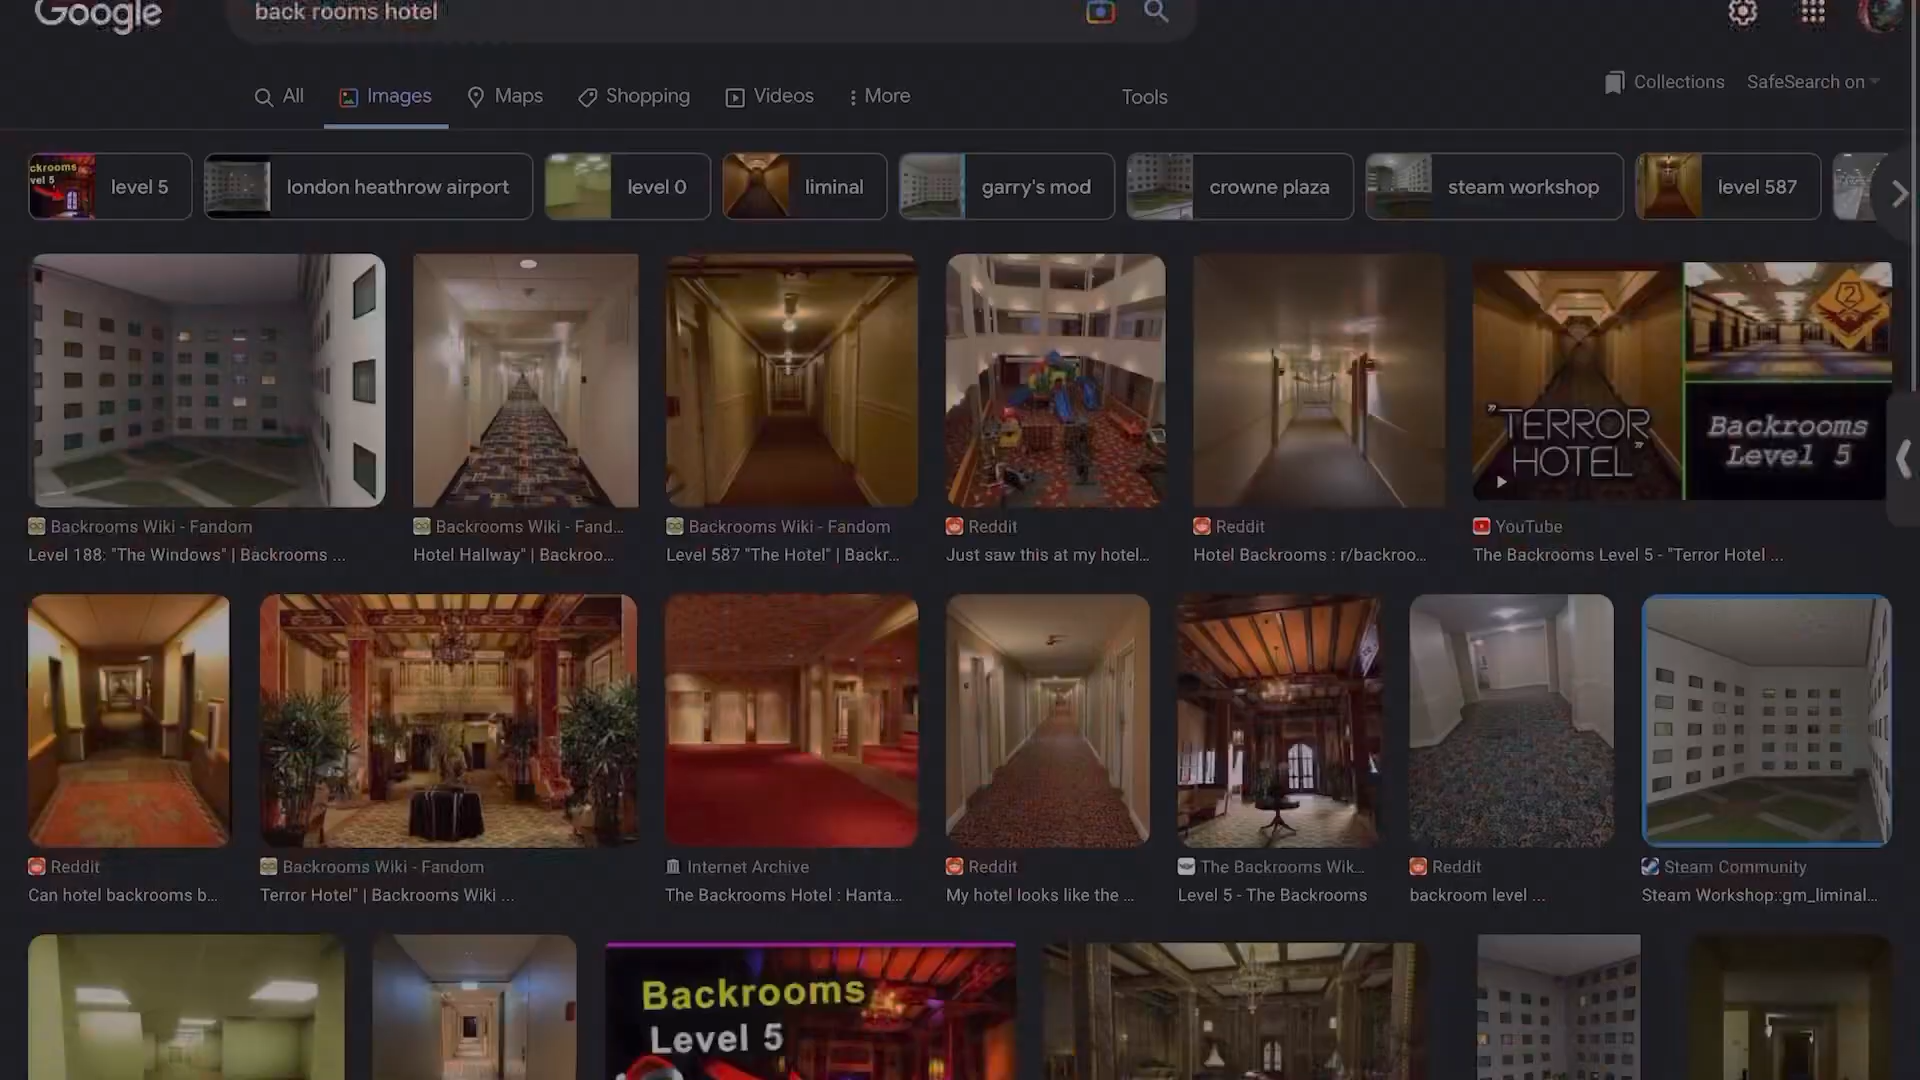 Google
back rooms hotel
All
Images
Maps
Shopping
Videos
More
Tools
Collections
SafeSearch on
ckrooms
vel 5
level 5
london heathrow airport
level 0
liminal
garry's mod
crowne plaza
steam workshop
level 587
2
"TERROR
HOTEL"
Backrooms
Level 5
Backrooms Wiki - Fandom
Level 188: "The Windows" | Backrooms ...
Backrooms Wiki - Fand...
Hotel Hallway" | Backroo...
Backrooms Wiki - Fandom
Level 587 "The Hotel" | Backr...
Reddit
Just saw this at my hotel...
Reddit
Hotel Backrooms : r/backroo...
YouTube
The Backrooms Level 5 - "Terror Hotel ...
Reddit
Can hotel backrooms b...
Backrooms Wiki - Fandom
Terror Hotel" | Backrooms Wiki ...
Internet Archive
The Backrooms Hotel : Hanta...
Reddit
My hotel looks like the ...
The Backrooms Wik...
Level 5 - The Backrooms
Reddit
backroom level ...
Steam Community
Steam Workshop::gm_liminal...
Backrooms
Level 5